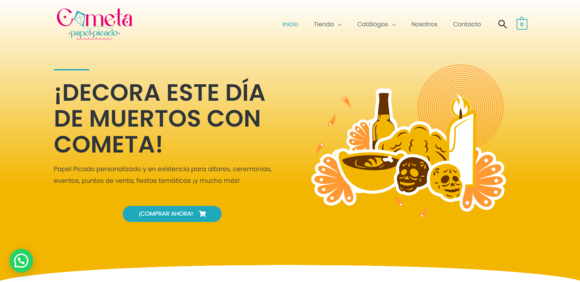 Cometa
papel picado
Inicio
Tienda
Catálogos
Nosotros
Contacto
0
¡DECORA ESTE DÍA
DE MUERTOS CON
COMETA!
Papel Picado personalizado y en existencia para altares, ceremonias,
eventos, puntos de venta, fiestas temáticas ¡y mucho más!
¡COMPRAR AHORA!